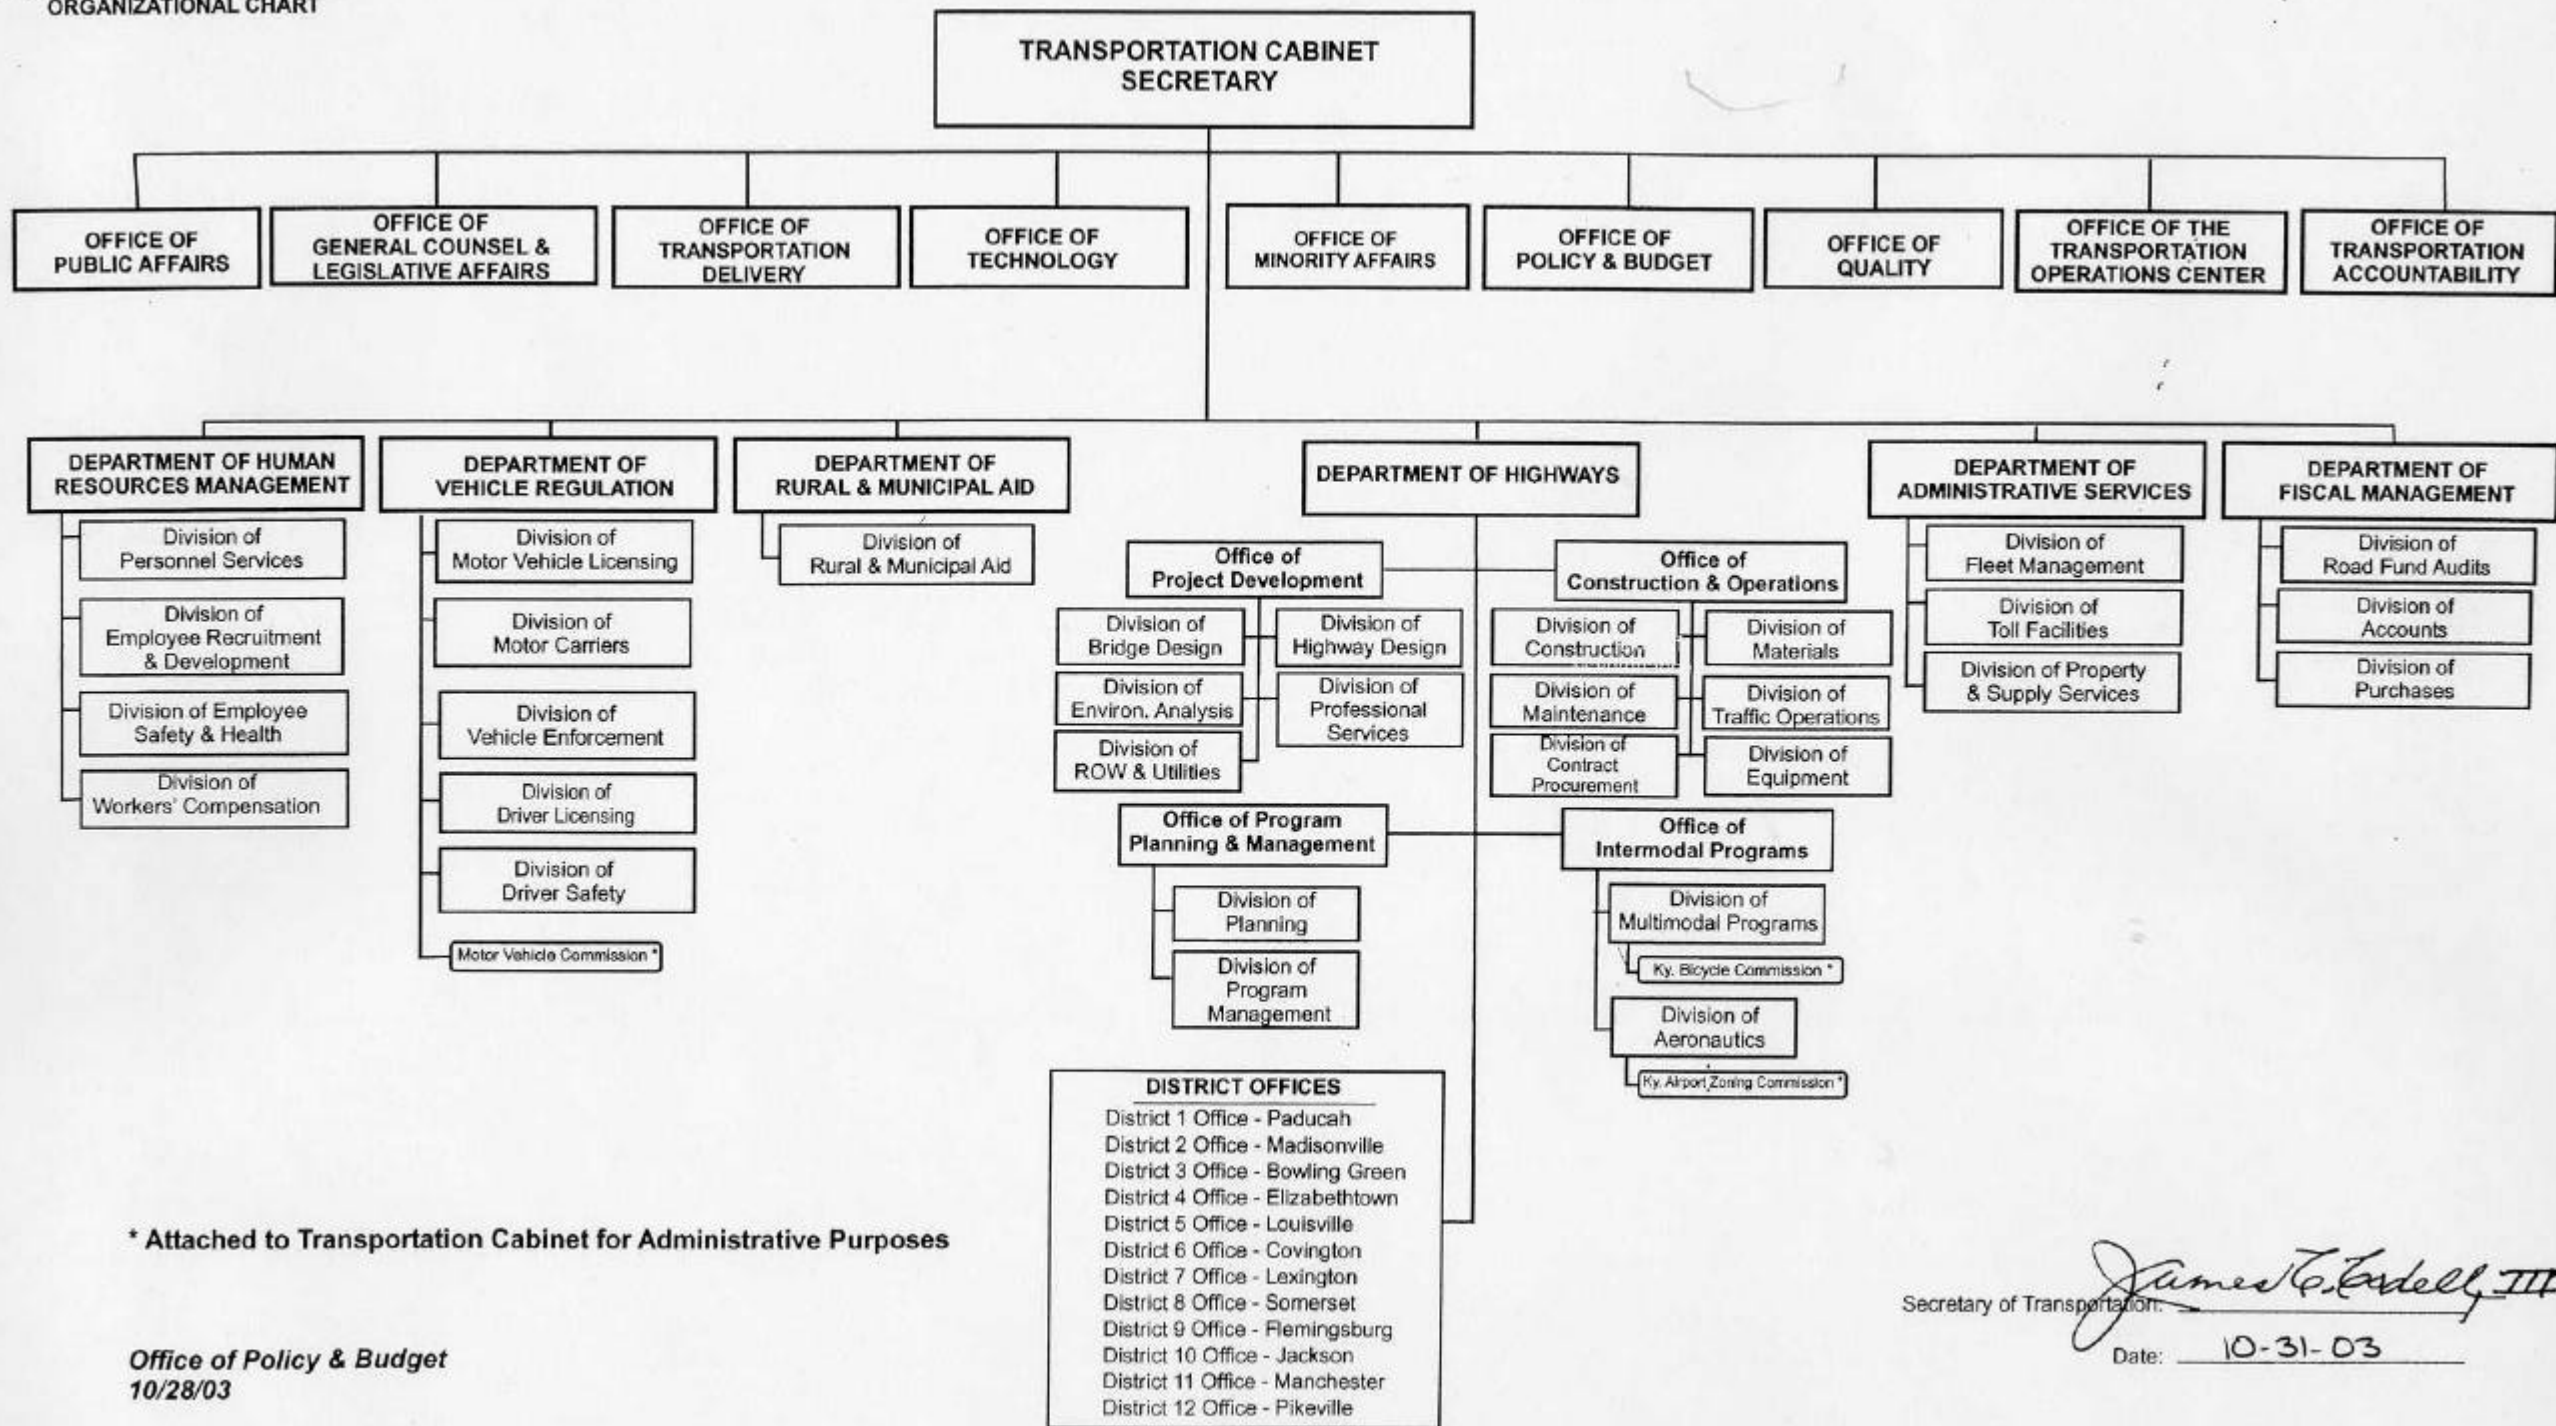 ORGANIZATIONAL CHART
TRANSPORTATION CABINET
SECRETARY
OFFICE OF
PUBLIC AFFAIRS
OFFICE OF
GENERAL COUNSEL &
LEGISLATIVE AFFAIRS
OFFICE OF
TRANSPORTATION
DELIVERY
OFFICE OF
TECHNOLOGY
OFFICE OF
MINORITY AFFAIRS
OFFICE OF
POLICY & BUDGET
OFFICE OF
QUALITY
OFFICE OF THE
TRANSPORTATION
OPERATIONS CENTER
OFFICE OF
TRANSPORTATION
ACCOUNTABILITY
DEPARTMENT OF HUMAN
RESOURCES MANAGEMENT
Division of
Personnel Services
Division of
Employee Recruitment
& Development
Division of Employee
Safety & Health
Division of
Workers' Compensation
DEPARTMENT OF
VEHICLE REGULATION
Division of
Motor Vehicle Licensing
Division of
Motor Carriers
Division of
Vehicle Enforcement
Division of
Driver Licensing
Division of
Driver Safety
Motor Vehicle Commission *
DEPARTMENT OF
RURAL & MUNICIPAL AID
Division of
Rural & Municipal Aid
DEPARTMENT OF HIGHWAYS
Office of
Project Development
Division of
Bridge Design
Division of
Highway Design
Division of
Environ. Analysis
Division of
Professional
Services
Division of
ROW & Utilities
Office of
Construction & Operations
Division of
Construction
Division of
Materials
Division of
Maintenance
Division of
Traffic Operations
Division of
Contract
Procurement
Division of
Equipment
Office of Program
Planning & Management
Division of
Planning
Division of
Program
Management
Office of
Intermodal Programs
Division of
Multimodal Programs
Ky. Bicycle Commission *
Division of
Aeronautics
Ky. Airport Zoning Commission *
DISTRICT OFFICES
District 1 Office - Paducah
District 2 Office - Madisonville
District 3 Office - Bowling Green
District 4 Office - Elizabethtown
District 5 Office - Louisville
District 6 Office - Covington
District 7 Office - Lexington
District 8 Office - Somerset
District 9 Office - Flemingsburg
District 10 Office - Jackson
District 11 Office - Manchester
District 12 Office - Pikeville
DEPARTMENT OF
ADMINISTRATIVE SERVICES
Division of
Fleet Management
Division of
Toll Facilities
Division of Property
& Supply Services
DEPARTMENT OF
FISCAL MANAGEMENT
Division of
Road Fund Audits
Division of
Accounts
Division of
Purchases
* Attached to Transportation Cabinet for Administrative Purposes
Office of Policy & Budget
10/28/03
Secretary of Transportation: James C. Codell, III
Date: 10-31-03